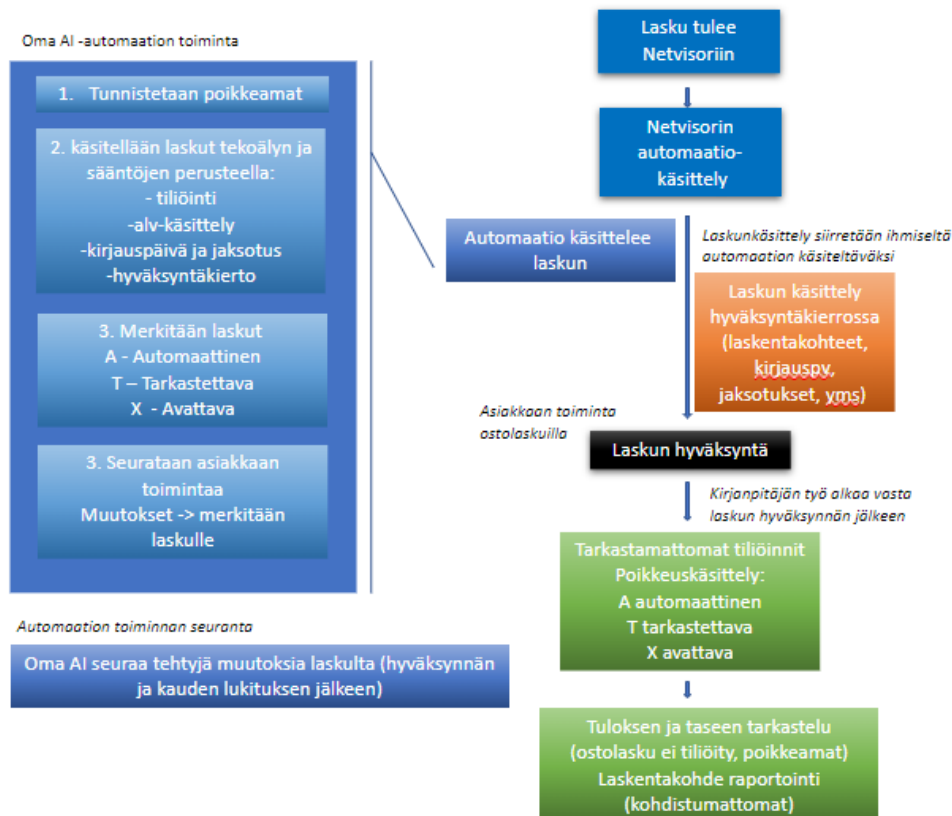 Oma AI -automaation toiminta
1. Tunnistetaan poikkeamat
2. käsitellään laskut tekoälyn ja
sääntöjen perusteella:
- tiliöinti
-alv-käsittely
-kirjauspäivä ja jaksotus
-hyväksyntäkierto
3. Merkitään laskut
A - Automaattinen
T – Tarkastettava
X - Avattava
3. Seurataan asiakkaan
toimintaa
Muutokset -> merkitään
laskulle
Automaation toiminnan seuranta
Oma AI seuraa tehtyjä muutoksia laskulta (hyväksynnän
ja kauden lukituksen jälkeen)
Lasku tulee
Netvisoriin
Netvisorin
automaatio-
käsittely
Automaatio käsittelee
laskun
Laskunkäsittely siirretään ihmiseltä
automaation käsiteltäväksi
Laskun käsittely
hyväksyntäkierrossa
(laskentakohteet,
kirjauspv,
jaksotukset, yms)
Asiakkaan toiminta
ostolaskuilla
Laskun hyväksyntä
Kirjanpitäjän työ alkaa vasta
laskun hyväksynnän jälkeen
Tarkastamattomat tiliöinnit
Poikkeuskäsittely:
A automaattinen
T tarkastettava
X avattava
Tuloksen ja taseen tarkastelu
(ostolasku ei tiliöity, poikkeamat)
Laskentakohde raportointi
(kohdistumattomat)